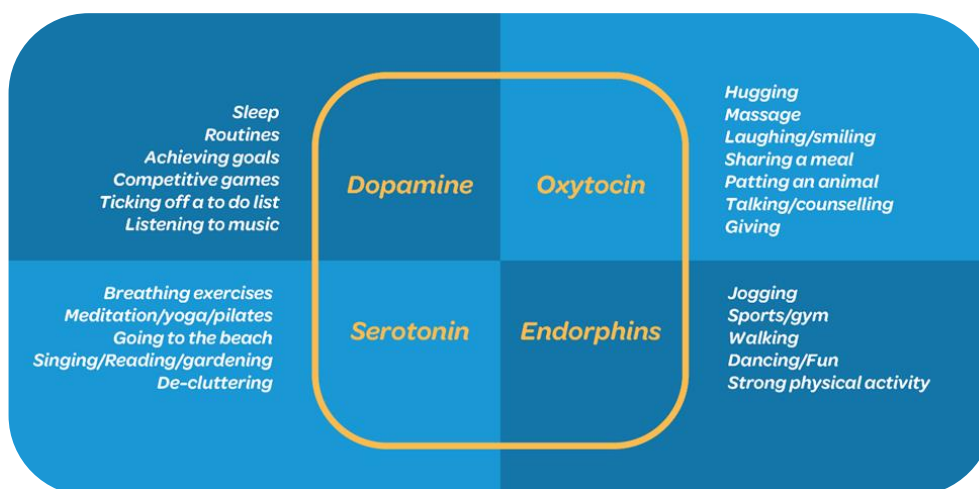 Sleep
Routines
Achieving goals
Competitive games
Ticking off a to do list
Listening to music
Dopamine
Oxytocin
Hugging
Massage
Laughing/smiling
Sharing a meal
Patting an animal
Talking/counselling
Giving
Breathing exercises
Meditation/yoga/pilates
Going to the beach
Singing/Reading/gardening
De-cluttering
Serotonin
Endorphins
Jogging
Sports/gym
Walking
Dancing/Fun
Strong physical activity